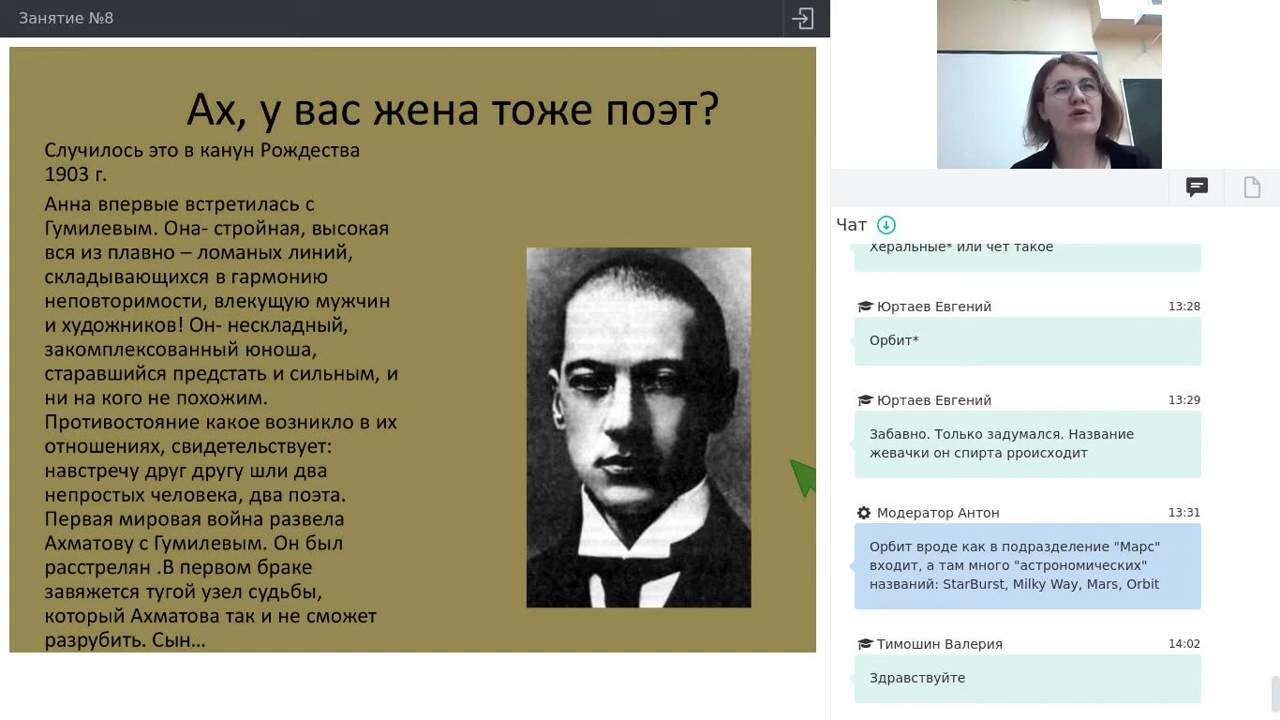 Занятие №8
Ах, у вас жена тоже поэт?
Случилось это в канун Рождества
1903 г.
Анна впервые встретилась с
Гумилевым. Она- стройная, высокая
вся из плавно – ломаных линий,
складывающихся в гармонию
неповторимости, влекущую мужчин
и художников! Он- нескладный,
закомплексованный юноша,
старавшийся предстать и сильным, и
ни на кого не похожим.
Противостояние какое возникло в их
отношениях, свидетельствует:
навстречу друг другу шли два
непростых человека, два поэта.
Первая мировая война развела
Ахматову с Гумилевым. Он был
расстрелян .В первом браке
завяжется тугой узел судьбы,
который Ахматова так и не сможет
разрубить. Сын...
Чат
Херальные* или чет такое
Юртаев Евгений 13:28
Орбит*
Юртаев Евгений 13:29
Забавно. Только задумался. Название
жевачки он спирта рроисходит
Модератор Антон 13:31
Орбит вроде как в подразделение "Марс"
входит, а там много "астрономических"
названий: StarBurst, Milky Way, Mars, Orbit
Тимошин Валерия 14:02
Здравствуйте